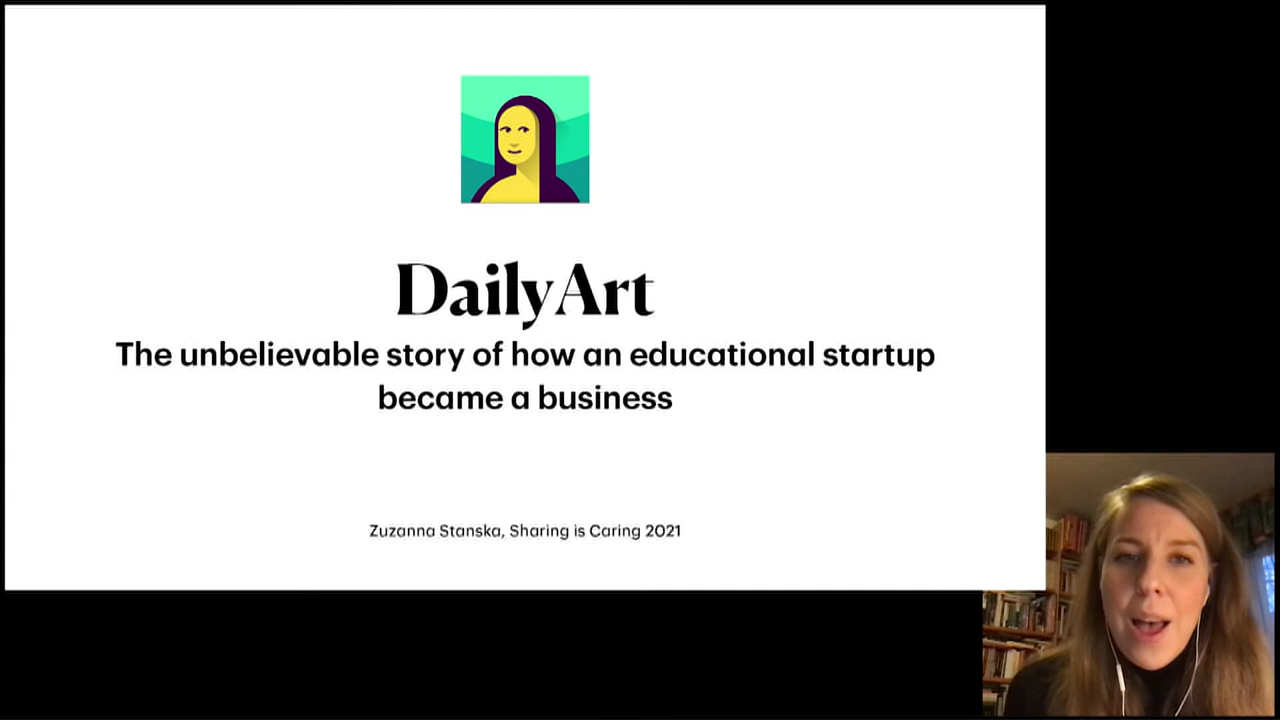 DailyArt
The unbelievable story of how an educational startup
became a business
Zuzanna Stanska, Sharing is Caring 2021